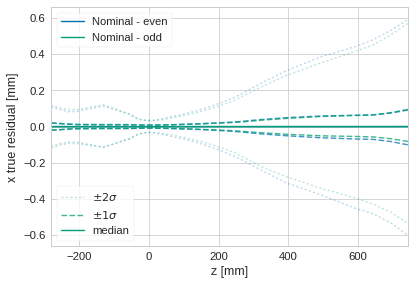 Nominal - even
Nominal - odd
0.6
0.4
0.2
0.0
−0.2
−0.4
−0.6
x true residual [mm]
±2σ
±1σ
median
−200
0
200
400
600
z [mm]